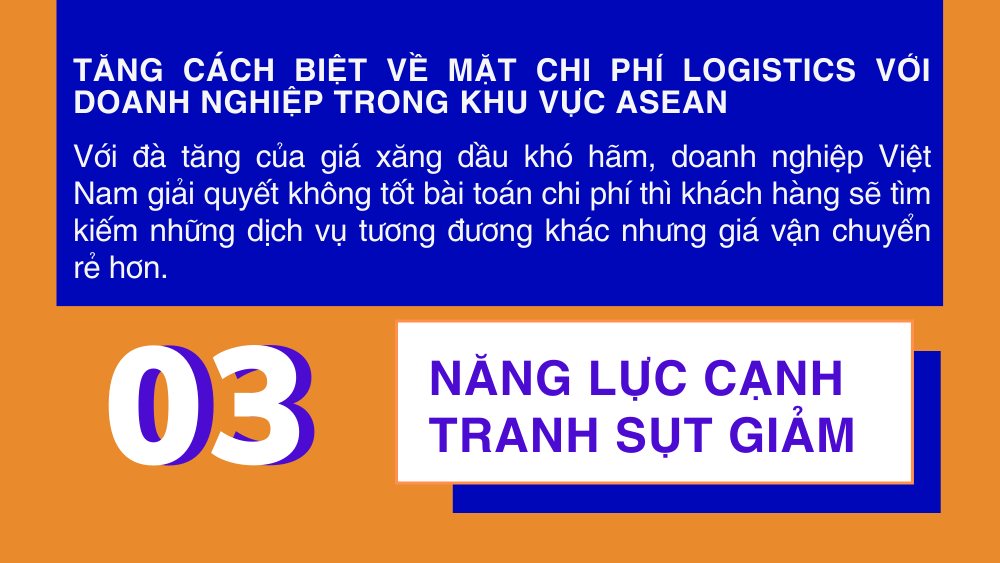 TĂNG CÁCH BIỆT VỀ MẶT CHI PHÍ LOGISTICS VỚI
DOANH NGHIỆP TRONG KHU VỰC ASEAN
Với đà tăng của giá xăng dầu khó hãm, doanh nghiệp Việt
Nam giải quyết không tốt bài toán chi phí thì khách hàng sẽ tìm
kiếm những dịch vụ tương đương khác nhưng giá vận chuyển
rẻ hơn.
03
NĂNG LỰC CẠNH
TRANH SỤT GIẢM